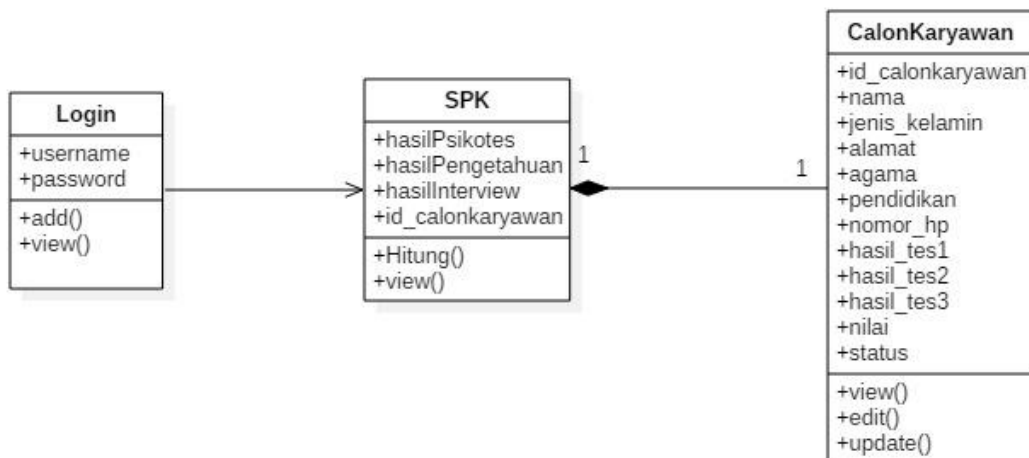 Login
+username
+password
+add()
+view()
SPK
+hasilPsikotes
+hasilPengetahuan
+hasilInterview
+id_calonkaryawan
+Hitung()
+view()
1
1
CalonKaryawan
+id_calonkaryawan
+nama
+jenis_kelamin
+alamat
+agama
+pendidikan
+nomor_hp
+hasil_tes1
+hasil_tes2
+hasil_tes3
+nilai
+status
+view()
+edit()
+update()